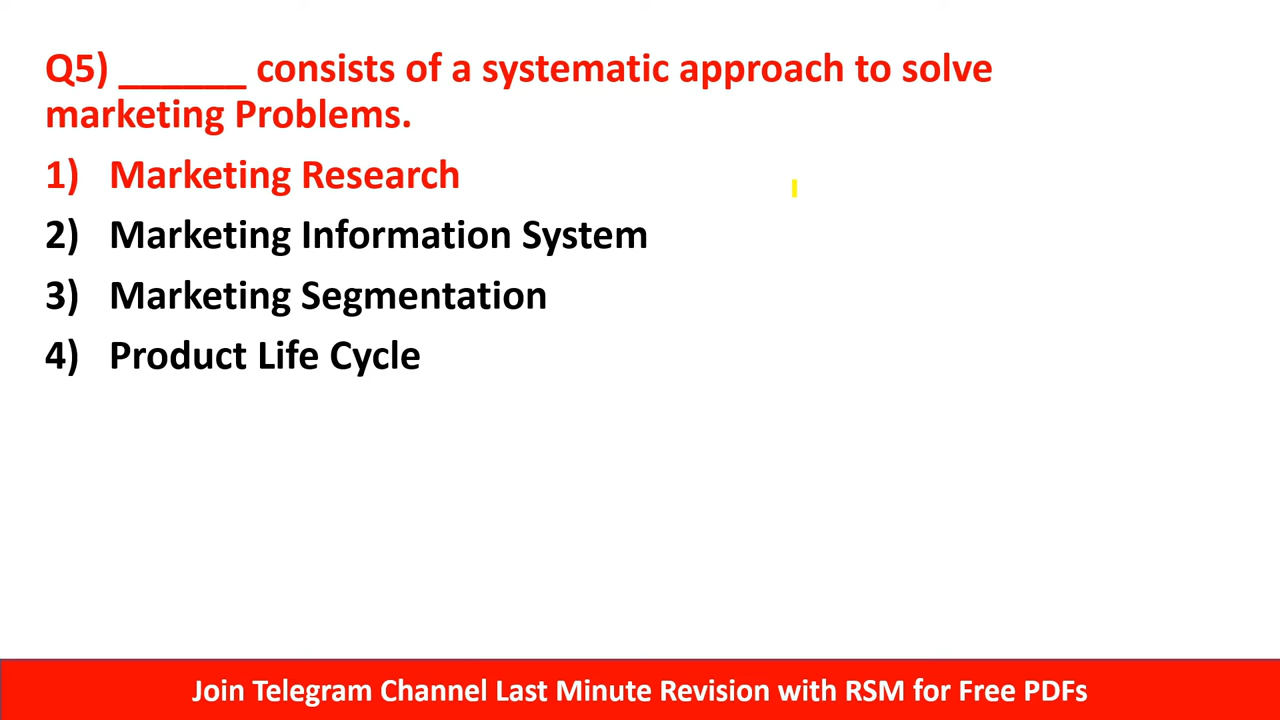 Q5) ______ consists of a systematic approach to solve
marketing Problems.
1) Marketing Research
2) Marketing Information System
3) Marketing Segmentation
4) Product Life Cycle
Join Telegram Channel Last Minute Revision with RSM for Free PDFs